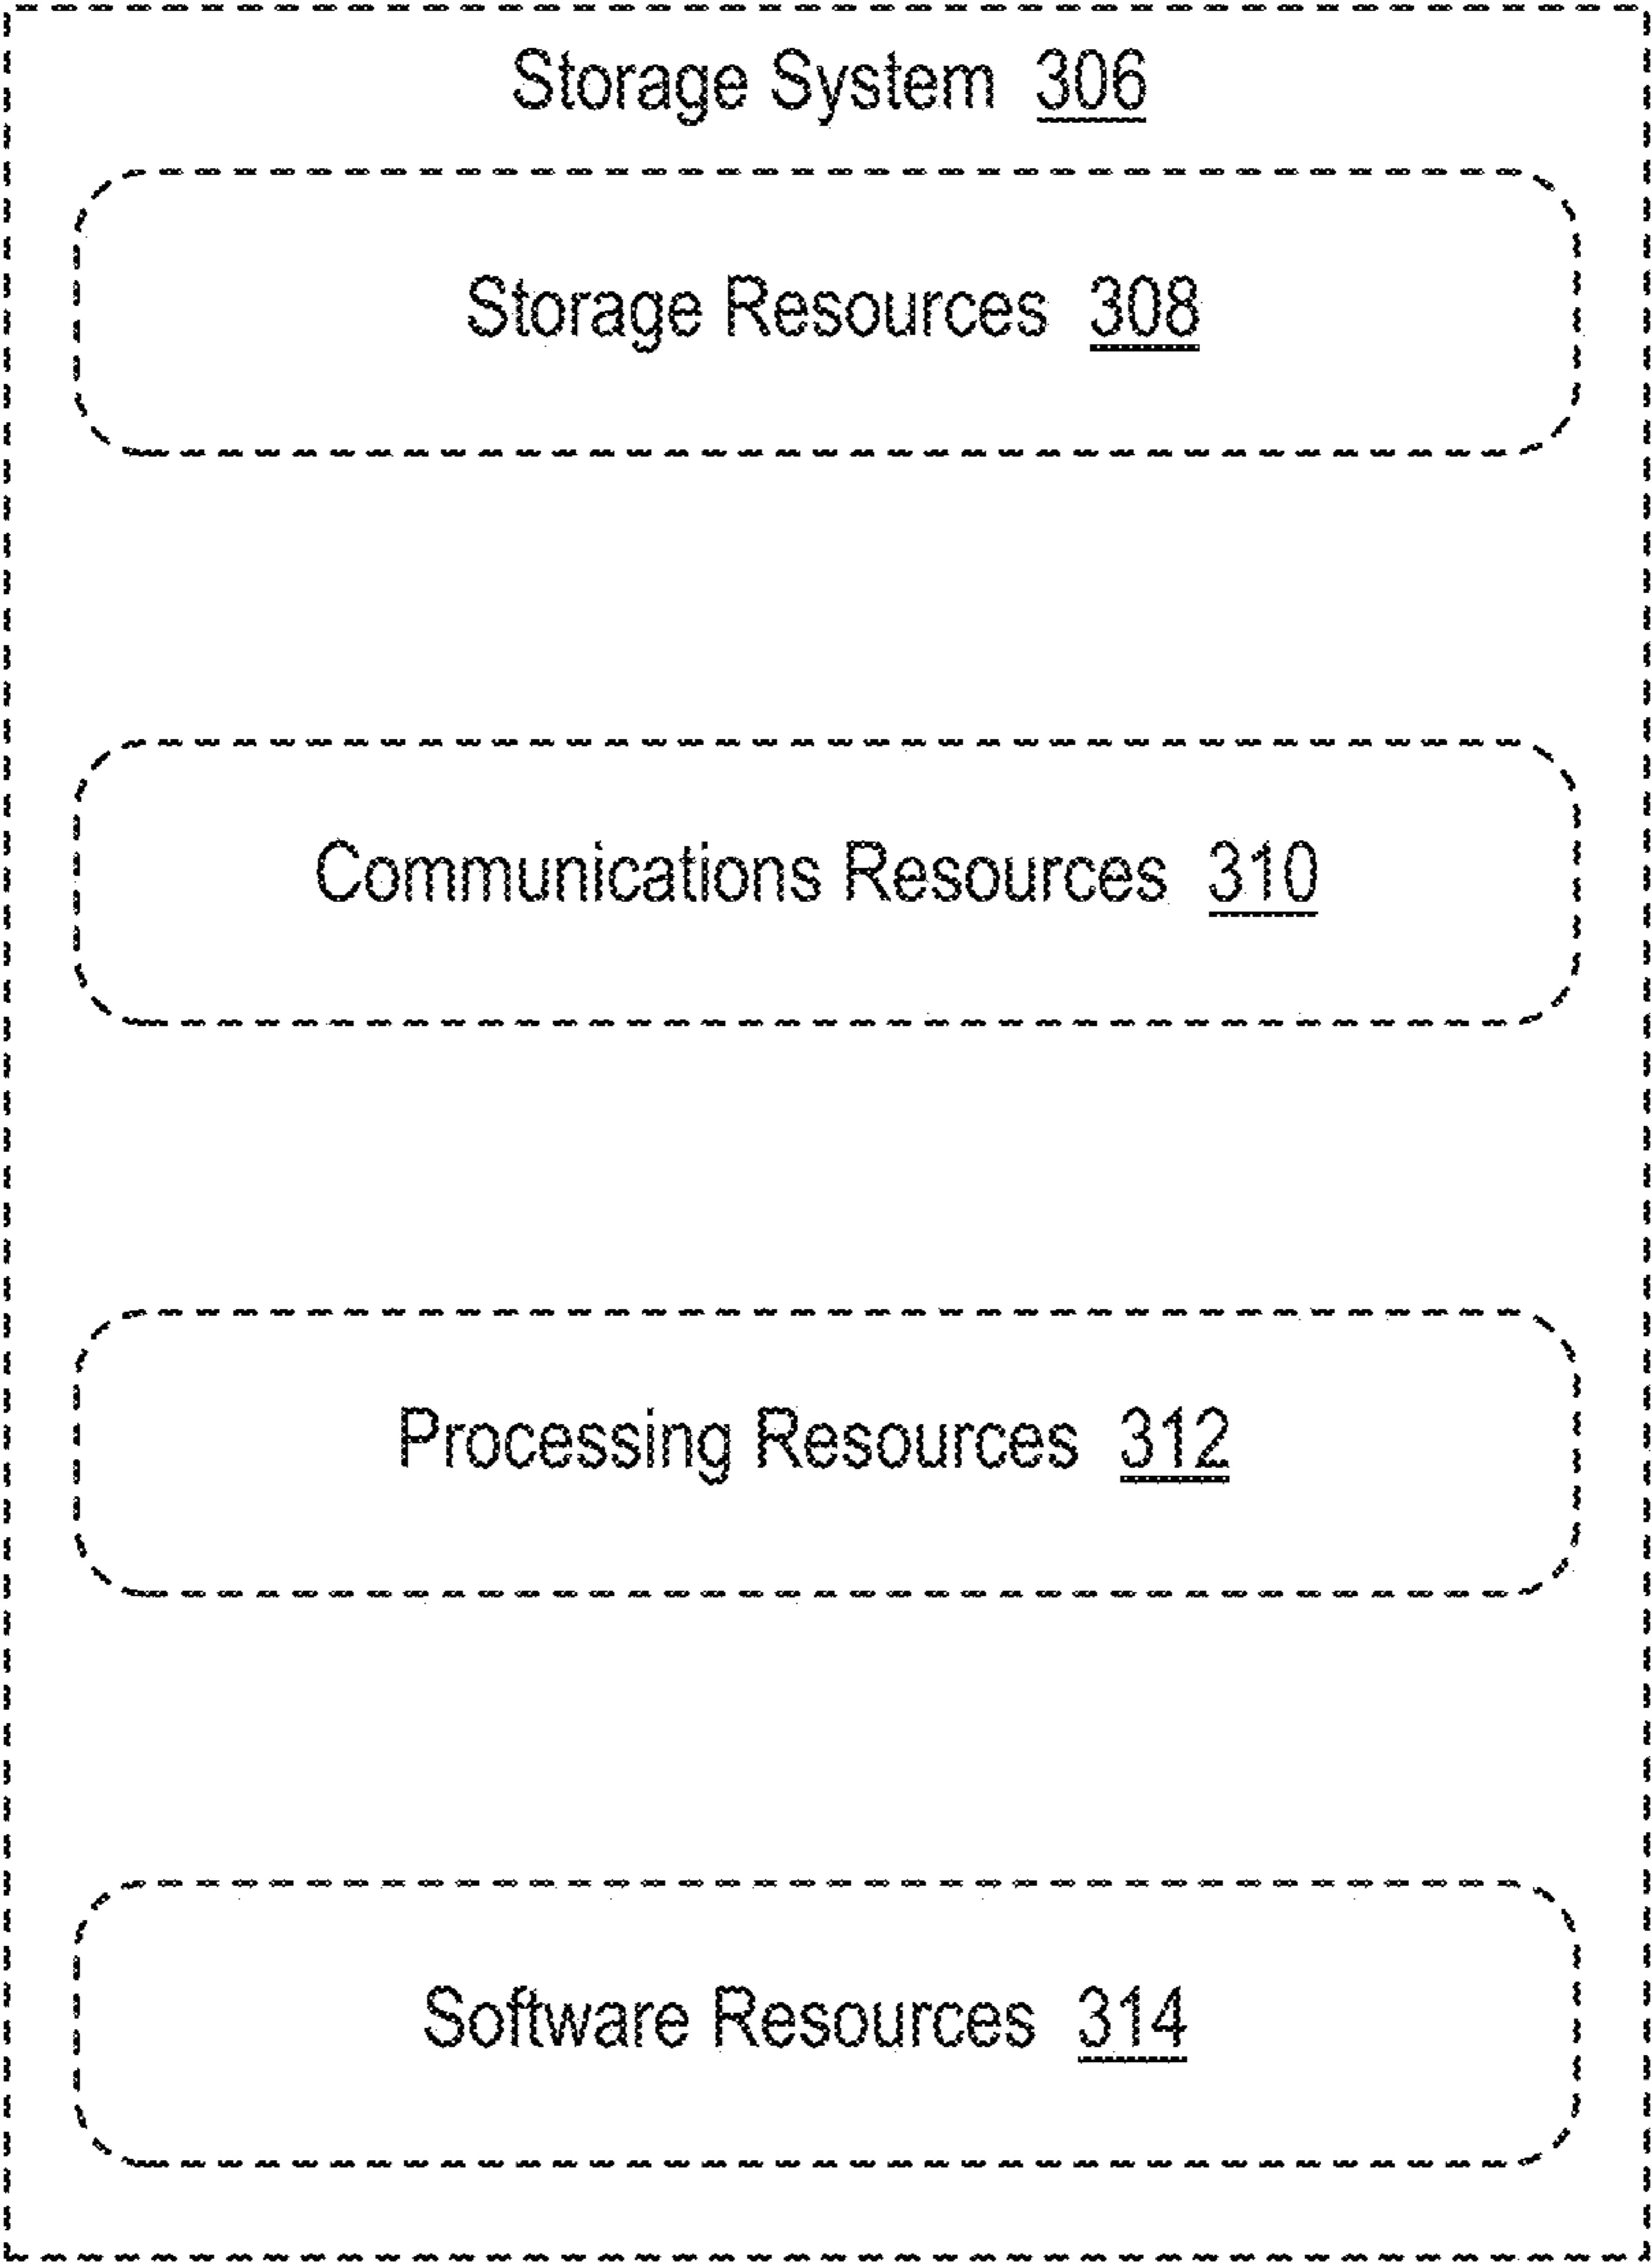 Storage System 306
Storage Resources 308
Communications Resources 310
Processing Resources 312
Software Resources 314